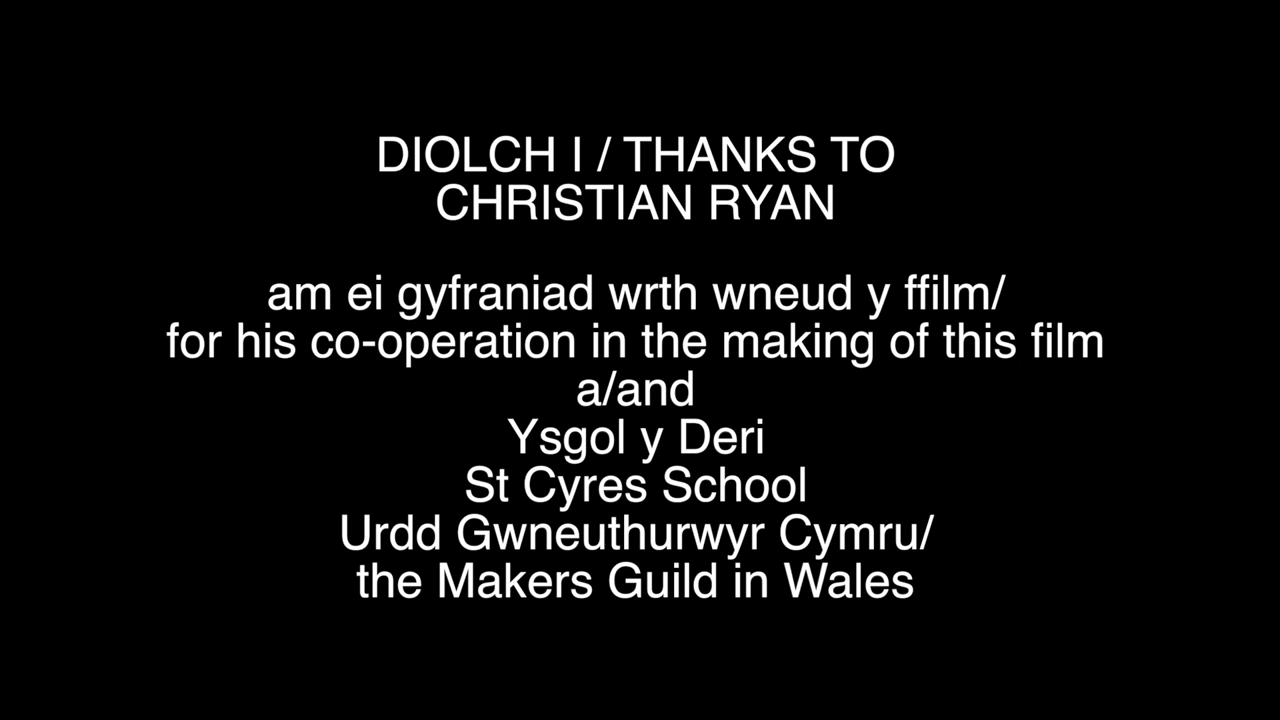 DIOLCH I / THANKS TO
CHRISTIAN RYAN
am ei gyfraniad wrth wneud y ffilm/
for his co-operation in the making of this film
a/and
Ysgol y Deri
St Cyres School
Urdd Gwneuthurwyr Cymru/
the Makers Guild in Wales